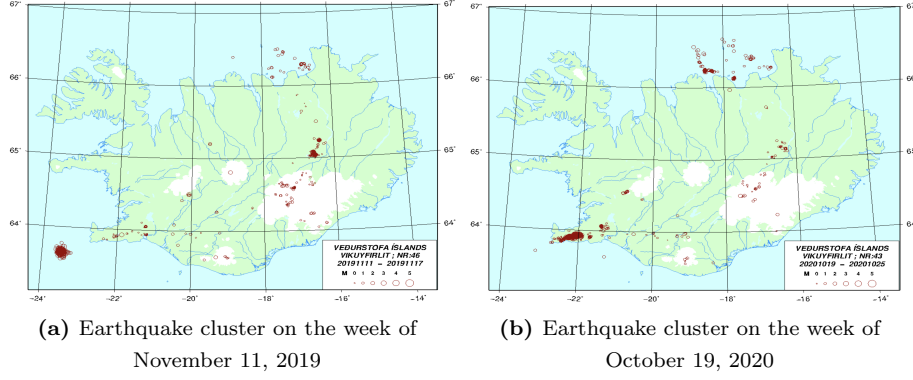 67°
67°
66°
66°
65°
65°
64°
64°
-24° -22° -20° -18° -16° -14°
VEÐURSTOFA ÍSLANDS
VIKUYFIRLIT ; NR:46
20191111 - 20191117
M 0 1 2 3 4 5
67°
67°
66°
66°
65°
65°
64°
64°
-24° -22° -20° -18° -16° -14°
VEÐURSTOFA ÍSLANDS
VIKUYFIRLIT ; NR:43
20201019 - 20201025
M 0 1 2 3 4 5
(a) Earthquake cluster on the week of
November 11, 2019
(b) Earthquake cluster on the week of
October 19, 2020